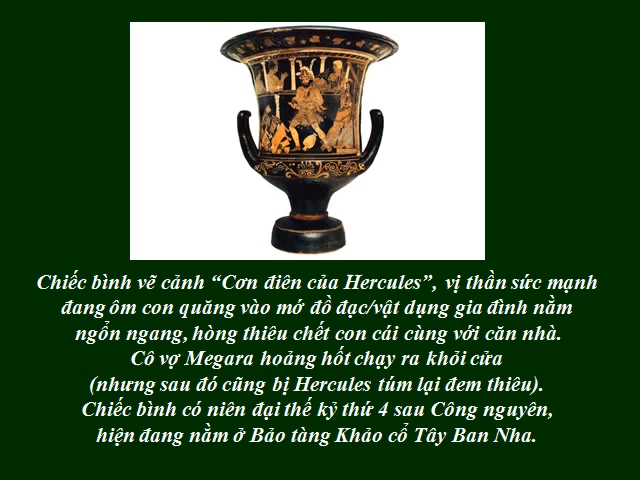 Chiếc bình vẽ cảnh “Cơn điên của Hercules”, vị thần sức mạnh
đang ôm con quăng vào mớ đồ đạc/vật dụng gia đình nằm
ngổn ngang, hòng thiêu chết con cái cùng với căn nhà.
Cô vợ Megara hoảng hốt chạy ra khỏi cửa
(nhưng sau đó cũng bị Hercules túm lại đem thiêu).
Chiếc bình có niên đại thế kỷ thứ 4 sau Công nguyên,
hiện đang nằm ở Bảo tàng Khảo cổ Tây Ban Nha.